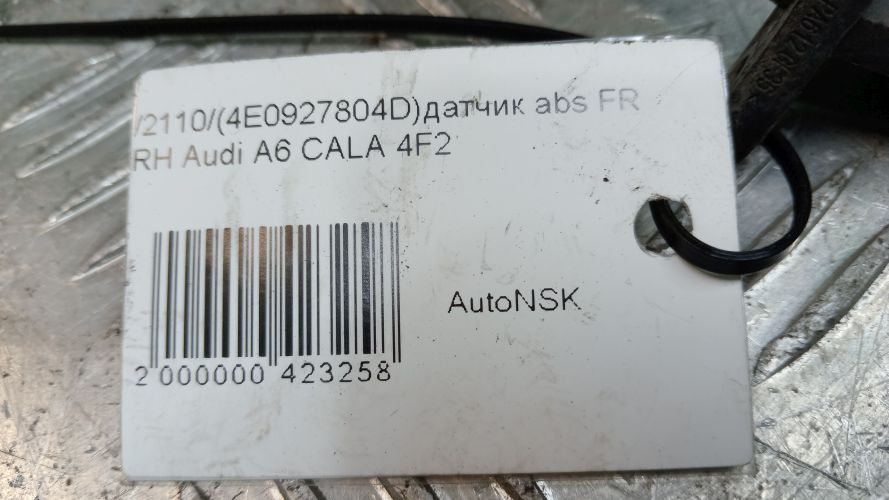 /2110/(4E0927804D)датчик abs FR
RH Audi A6 CALA 4F2
AutoNSK
2 000000 423258